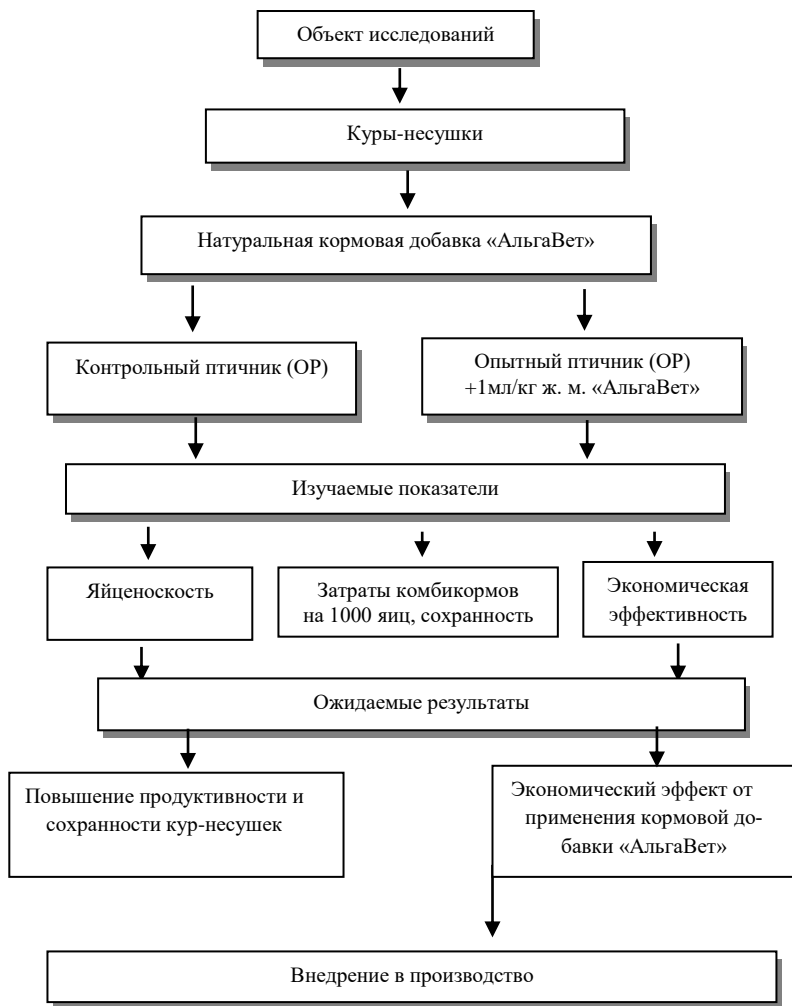 Объект исследований
Куры-несушки
Натуральная кормовая добавка «АльгаВет»
Контрольный птичник (ОР)
Опытный птичник (ОР)
+1мл/кг ж. м. «АльгаВет»
Изучаемые показатели
Яйценоскость
Затраты комбикормов
на 1000 яиц, сохранность
Экономическая
эффективность
Ожидаемые результаты
Повышение продуктивности и
сохранности кур-несушек
Экономический эффект от
применения кормовой до-
бавки «АльгаВет»
Внедрение в производство